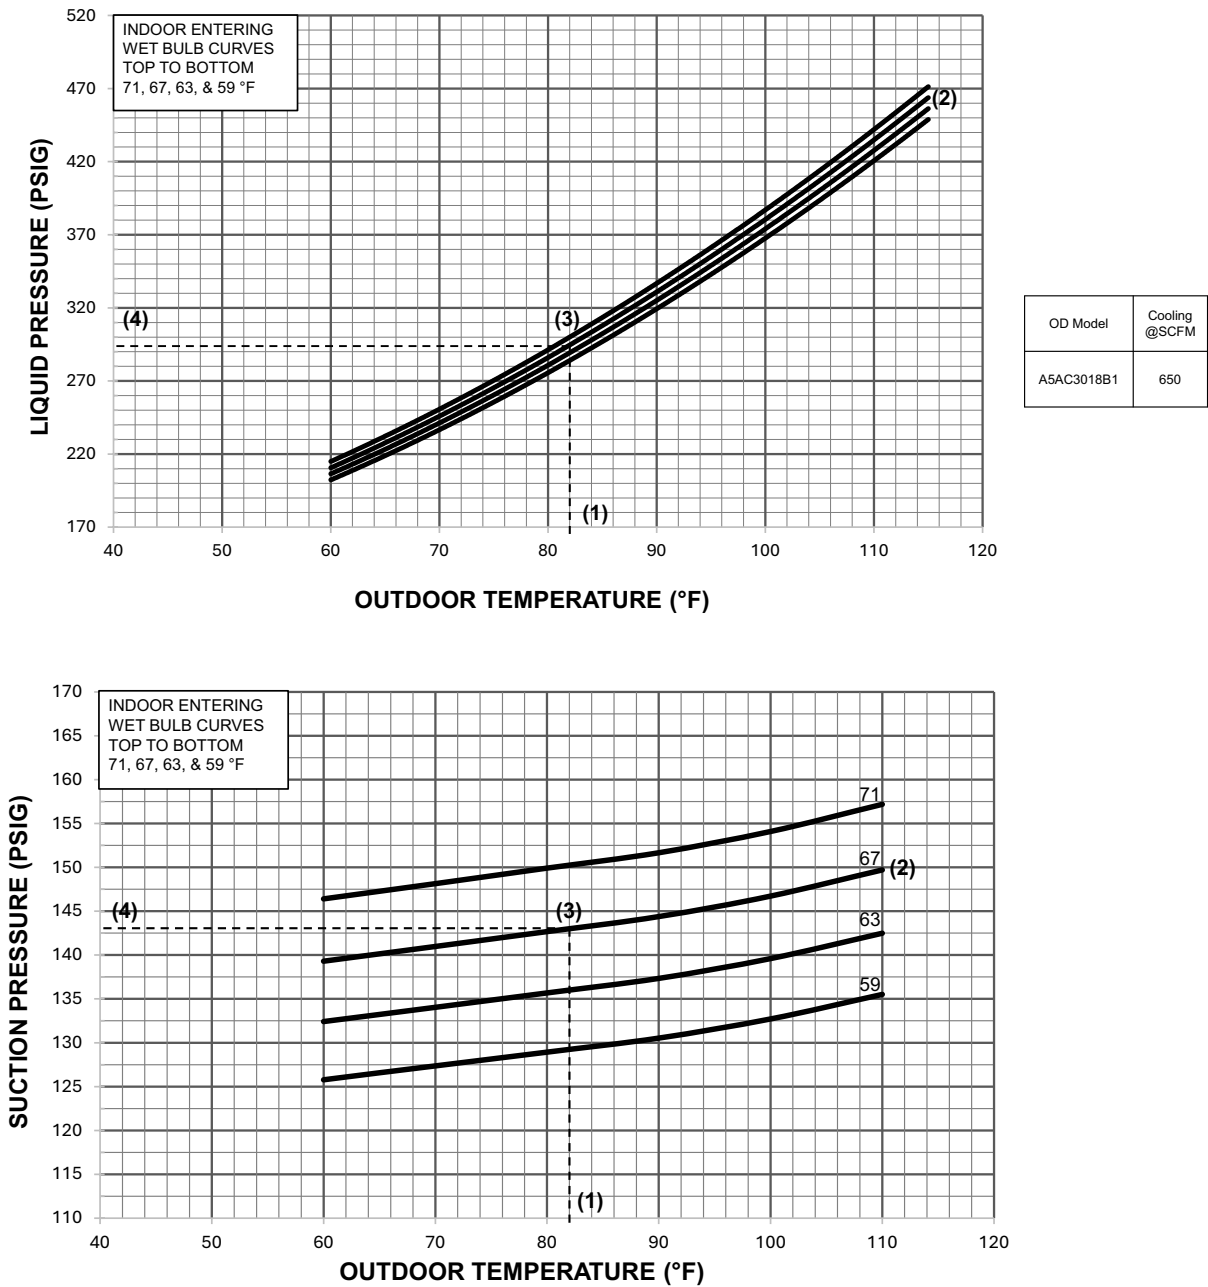 520
470
420
370
320
270
220
170
LIQUID PRESSURE (PSIG)
INDOOR ENTERING
WET BULB CURVES
TOP TO BOTTOM
71, 67, 63, & 59 °F
(2)
(3)
(4)
(1)
40 50 60 70 80 90 100 110 120
OUTDOOR TEMPERATURE (°F)
OD Model Cooling @SCFM
A5AC3018B1 650
170
165
160
155
150
145
140
135
130
125
120
115
110
SUCTION PRESSURE (PSIG)
INDOOR ENTERING
WET BULB CURVES
TOP TO BOTTOM
71, 67, 63, & 59 °F
71
67
(2)
63
59
(4)
(3)
(1)
40 50 60 70 80 90 100 110 120
OUTDOOR TEMPERATURE (°F)